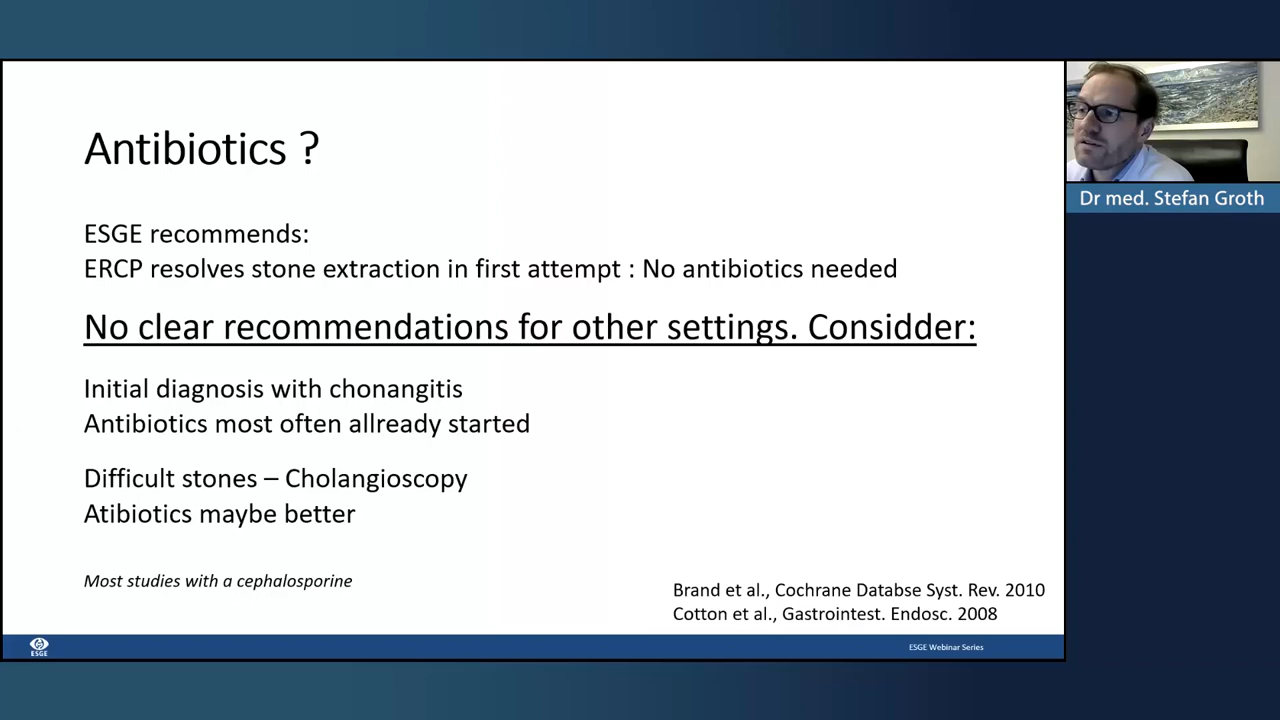 Antibiotics ?
ESGE recommends:
ERCP resolves stone extraction in first attempt : No antibiotics needed
No clear recommendations for other settings. Considder:
Initial diagnosis with chonangitis
Antibiotics most often allready started
Difficult stones – Cholangioscopy
Atibiotics maybe better
Most studies with a cephalosporine
Brand et al., Cochrane Databse Syst. Rev. 2010
Cotton et al., Gastrointest. Endosc. 2008
ESGE
ESGE Webinar Series
Dr med. Stefan Groth